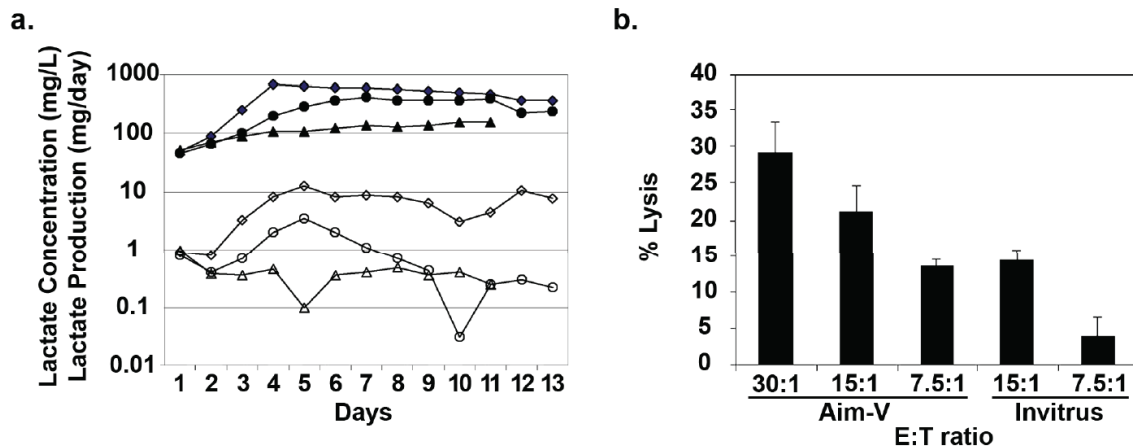 a.
Lactate Concentration (mg/L)
Lactate Production (mg/day)
1000
100
10
1
0.1
0.01
1 2 3 4 5 6 7 8 9 10 11 12 13
Days
b.
% Lysis
40
35
30
25
20
15
10
5
0
30:1 15:1 7.5:1 15:1 7.5:1
Aim-V Invitrus
E:T ratio